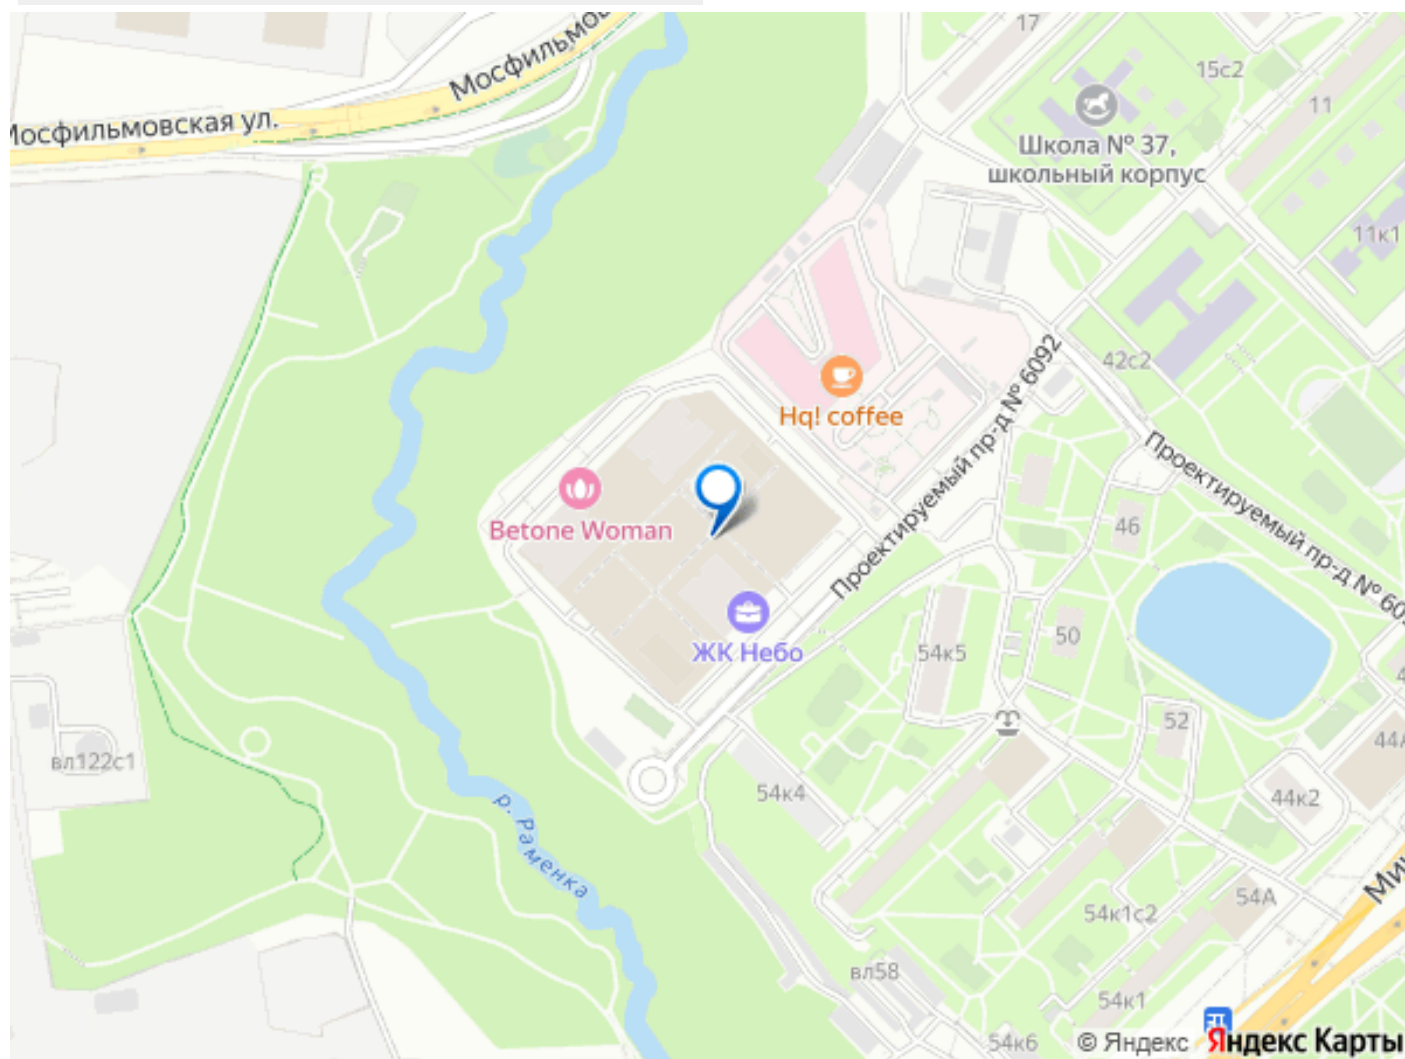 Мосфильмовская ул.
Мосфильмо
17
15с2
11
Школа № 37,
школьный корпус
11к1
42с2
Hq! coffee
Проектируемый пр-д № 6092
Проектируемый пр-д № 60
Betone Woman
46
ЖК Небо
54к5
50
52
44А
вл122с1
54к4
44к2
р. Раменка
54А
54к1с2
вл58
54к1
54к6
© Яндекс Яндекс Карты